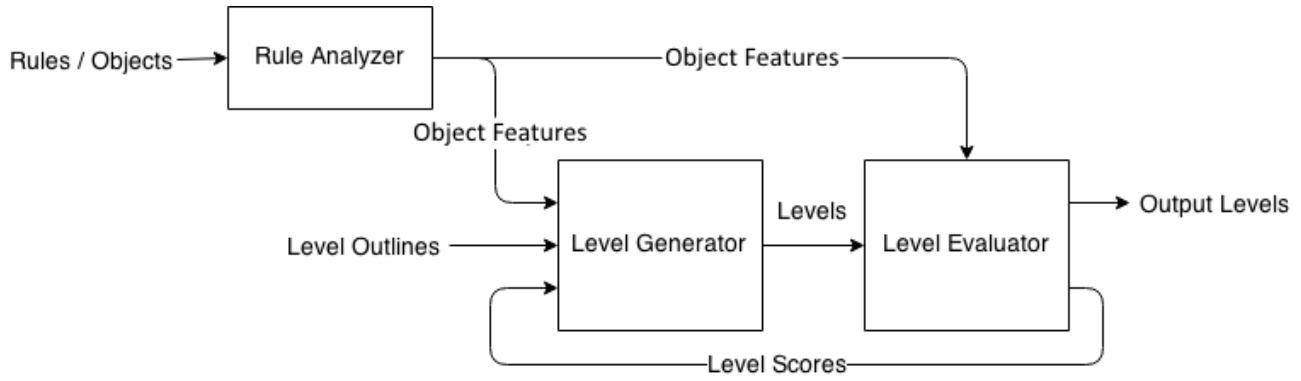 Rules / Objects
Rule Analyzer
Object Features
Object Features
Levels
Output Levels
Level Outlines
Level Generator
Level Evaluator
Level Scores